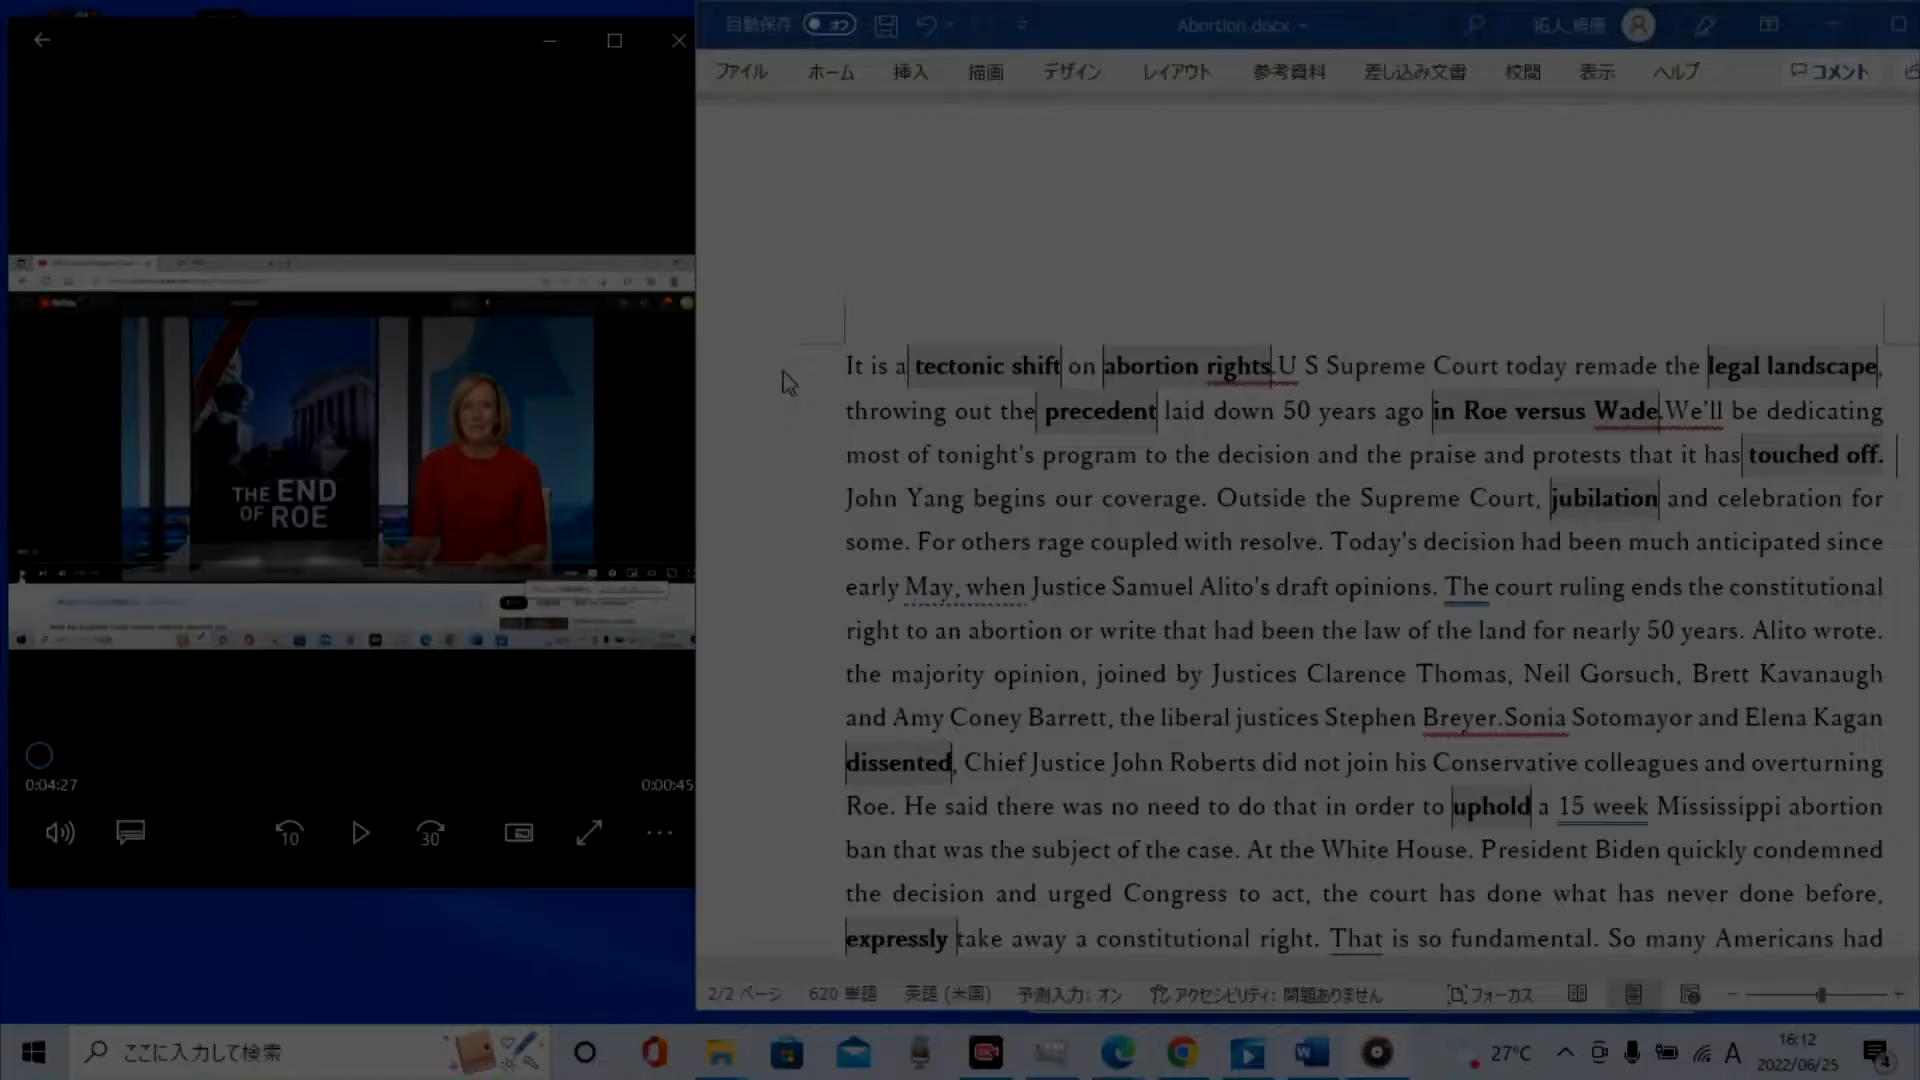 自動保存 オフ
Abortion.docx
ファイル ホーム 挿入 描画 デザイン レイアウト 参考資料 差し込み文書 校閲 表示 ヘルプ コメント
THE END
OF ROE
0:04:27 0:00:45
10 30
It is a tectonic shift on abortion rights.U S Supreme Court today remade the legal landscape,
throwing out the precedent laid down 50 years ago in Roe versus Wade.We'll be dedicating
most of tonight's program to the decision and the praise and protests that it has touched off.
John Yang begins our coverage. Outside the Supreme Court, jubilation and celebration for
some. For others rage coupled with resolve. Today's decision had been much anticipated since
early May, when Justice Samuel Alito's draft opinions. The court ruling ends the constitutional
right to an abortion or write that had been the law of the land for nearly 50 years. Alito wrote.
the majority opinion, joined by Justices Clarence Thomas, Neil Gorsuch, Brett Kavanaugh
and Amy Coney Barrett, the liberal justices Stephen Breyer.Sonia Sotomayor and Elena Kagan
dissented, Chief Justice John Roberts did not join his Conservative colleagues and overturning
Roe. He said there was no need to do that in order to uphold a 15 week Mississippi abortion
ban that was the subject of the case. At the White House. President Biden quickly condemned
the decision and urged Congress to act, the court has done what has never done before,
expressly take away a constitutional right. That is so fundamental. So many Americans had
2/2 ページ 620 単語 英語 (米国) 予測入力: オン アクセシビリティ: 問題ありません フォーカス
ここに入力して検索
27°C A 16:12
2022/06/25
4